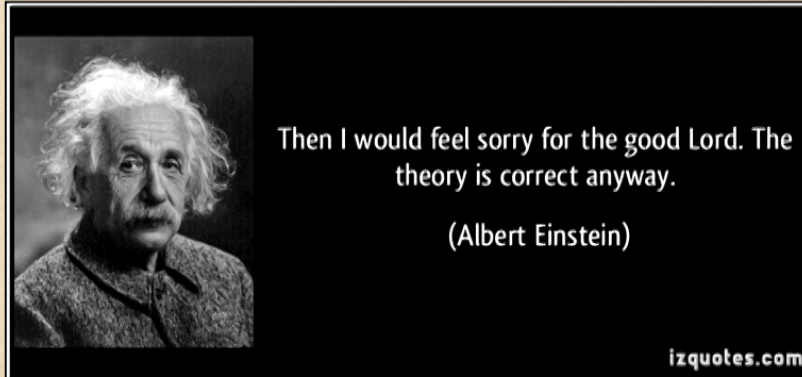 Then I would feel sorry for the good Lord. The
theory is correct anyway.
(Albert Einstein)
izquotes.com